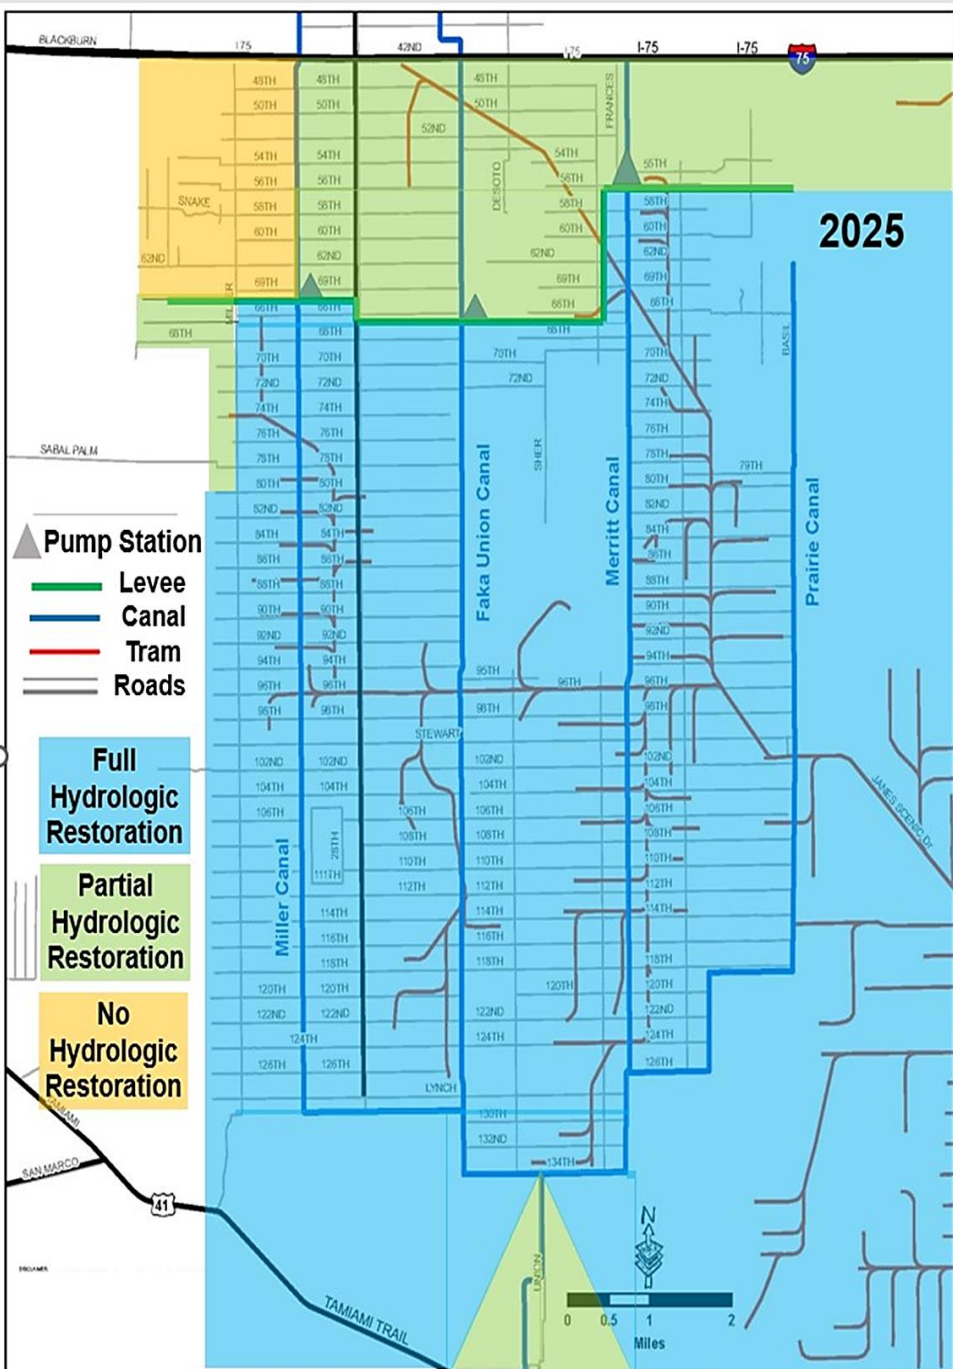 BLACKBURN
I75
42ND
I-75
I-75
I-75
75
48TH
48TH
48TH
50TH
50TH
50TH
FRANCES
52ND
54TH
54TH
54TH
55TH
56TH
56TH
56TH
DESOTO
SNAKE
58TH
58TH
58TH
58TH
2025
60TH
60TH
60TH
60TH
62ND
62ND
62ND
62ND
69TH
69TH
69TH
69TH
66TH
66TH
66TH
66TH
68TH
68TH
68TH
BASIL
70TH
70TH
70TH
70TH
72ND
72ND
72ND
72ND
74TH
74TH
74TH
76TH
76TH
76TH
SABAL PALM
78TH
78TH
78TH
79TH
SHER
80TH
80TH
80TH
82ND
82ND
82ND
84TH
84TH
84TH
86TH
86TH
86TH
88TH
88TH
88TH
90TH
90TH
90TH
92ND
92ND
92ND
94TH
94TH
94TH
95TH
96TH
96TH
96TH
96TH
98TH
98TH
98TH
98TH
Faka Union Canal
Merritt Canal
Prairie Canal
Pump Station
Levee
Canal
Tram
Roads
STEWART
102ND
102ND
102ND
102ND
104TH
104TH
104TH
104TH
106TH
106TH
106TH
106TH
108TH
108TH
108TH
28TH
110TH
110TH
110TH
111TH
112TH
112TH
112TH
JANES SCENIC Dr
Full
Hydrologic
Restoration
Partial
Hydrologic
Restoration
No
Hydrologic
Restoration
Miller Canal
114TH
114TH
114TH
116TH
116TH
118TH
118TH
118TH
120TH
120TH
120TH
120TH
122ND
122ND
122ND
122ND
124TH
124TH
124TH
126TH
126TH
126TH
LYNCH
130TH
132ND
134TH
TAMIAMI
SAN MARCO
41
TAMIAMI TRAIL
DISCLAIMER
UNION
N
0 0.5 1 2
Miles